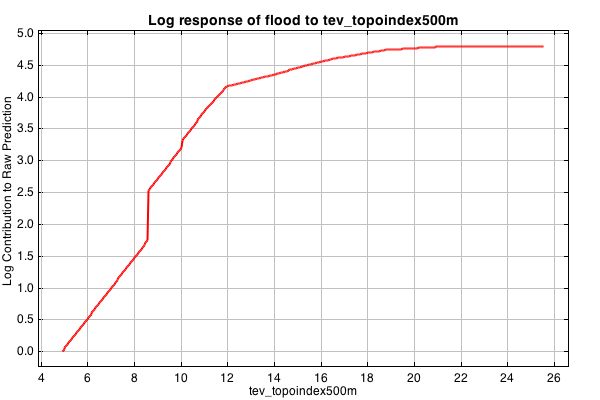 Log response of flood to tev_topoindex500m
Log Contribution to Raw Prediction
5.0
4.5
4.0
3.5
3.0
2.5
2.0
1.5
1.0
0.5
0.0
4 6 8 10 12 14 16 18 20 22 24 26
tev_topoindex500m